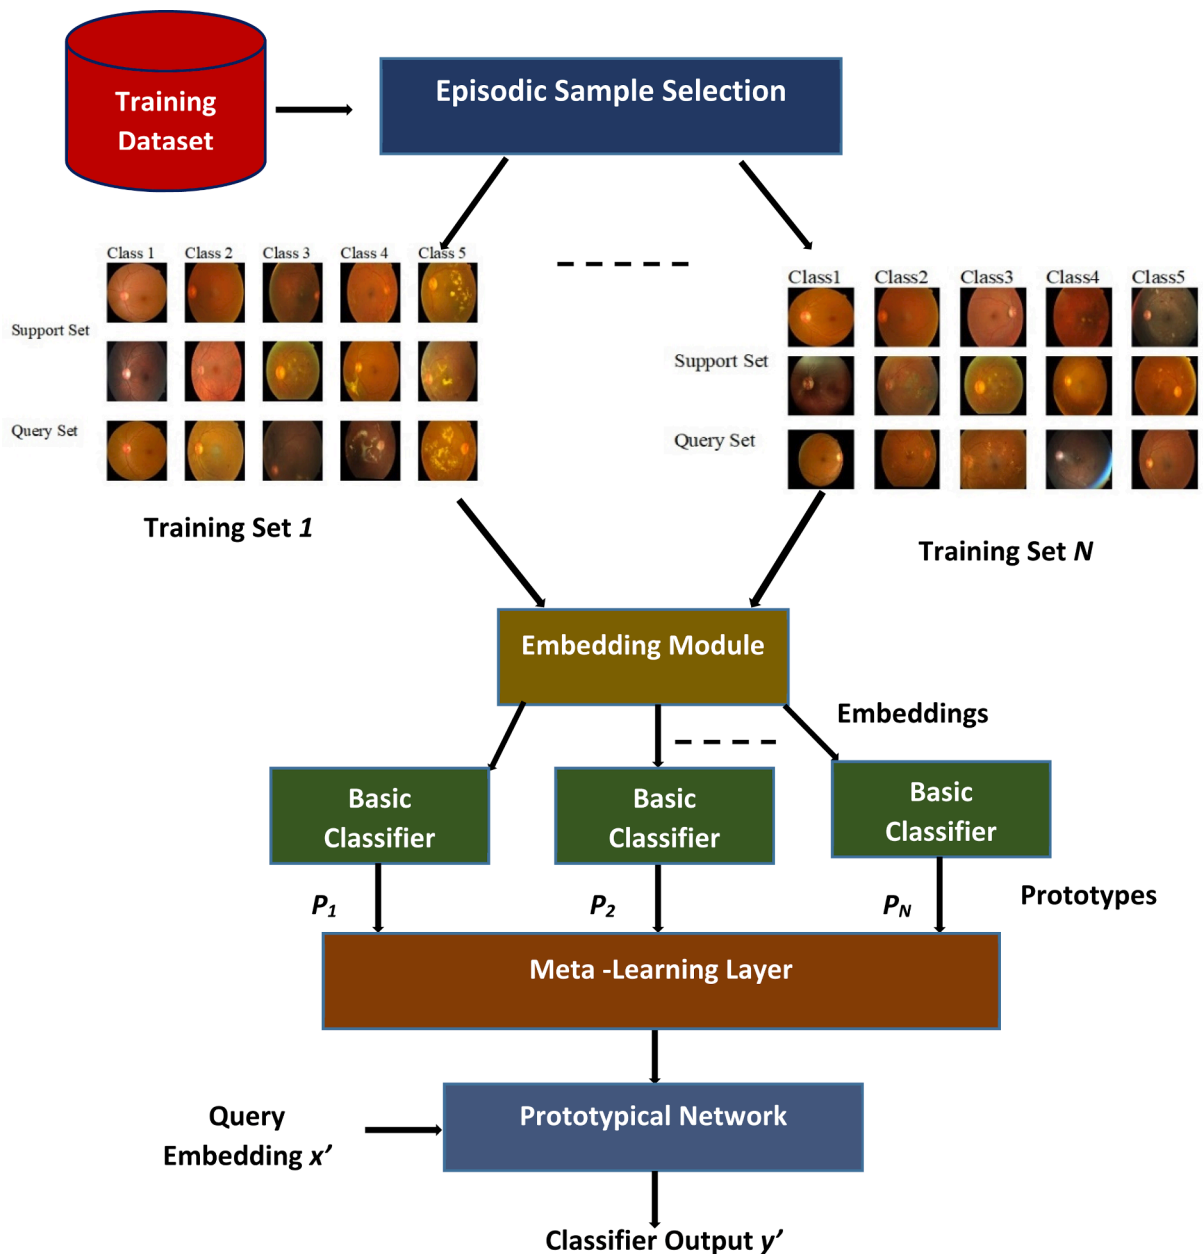 Training
Dataset
Episodic Sample Selection
Class 1 Class 2 Class 3 Class 4 Class 5
Support Set
Query Set
Training Set 1
Class1 Class2 Class3 Class4 Class5
Support Set
Query Set
Training Set N
Embedding Module
Embeddings
Basic
Classifier
Basic
Classifier
Basic
Classifier
P1
P2
PN
Prototypes
Meta -Learning Layer
Query
Embedding x’
Prototypical Network
Classifier Output y’